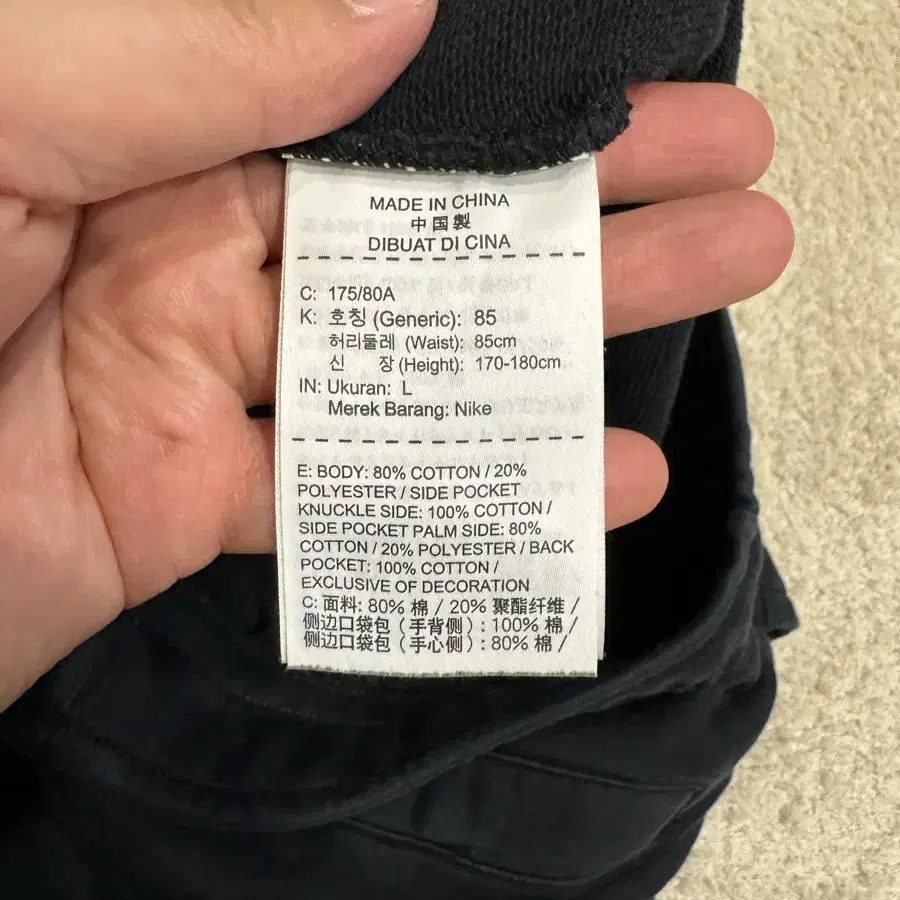 MADE IN CHINA
中国製
DIBUAT DI CINA
C: 175/80A
K: 호칭 (Generic): 85
허리둘레 (Waist): 85cm
신 장 (Height): 170-180cm
IN: Ukuran: L
Merek Barang: Nike
E: BODY: 80% COTTON / 20%
POLYESTER / SIDE POCKET
KNUCKLE SIDE: 100% COTTON /
SIDE POCKET PALM SIDE: 80%
COTTON / 20% POLYESTER / BACK
POCKET: 100% COTTON /
EXCLUSIVE OF DECORATION
C: 面料: 80% 棉 / 20% 聚酯纤维 /
侧边口袋包 (手背侧) : 100% 棉 /
侧边口袋包 (手心侧) : 80% 棉 /